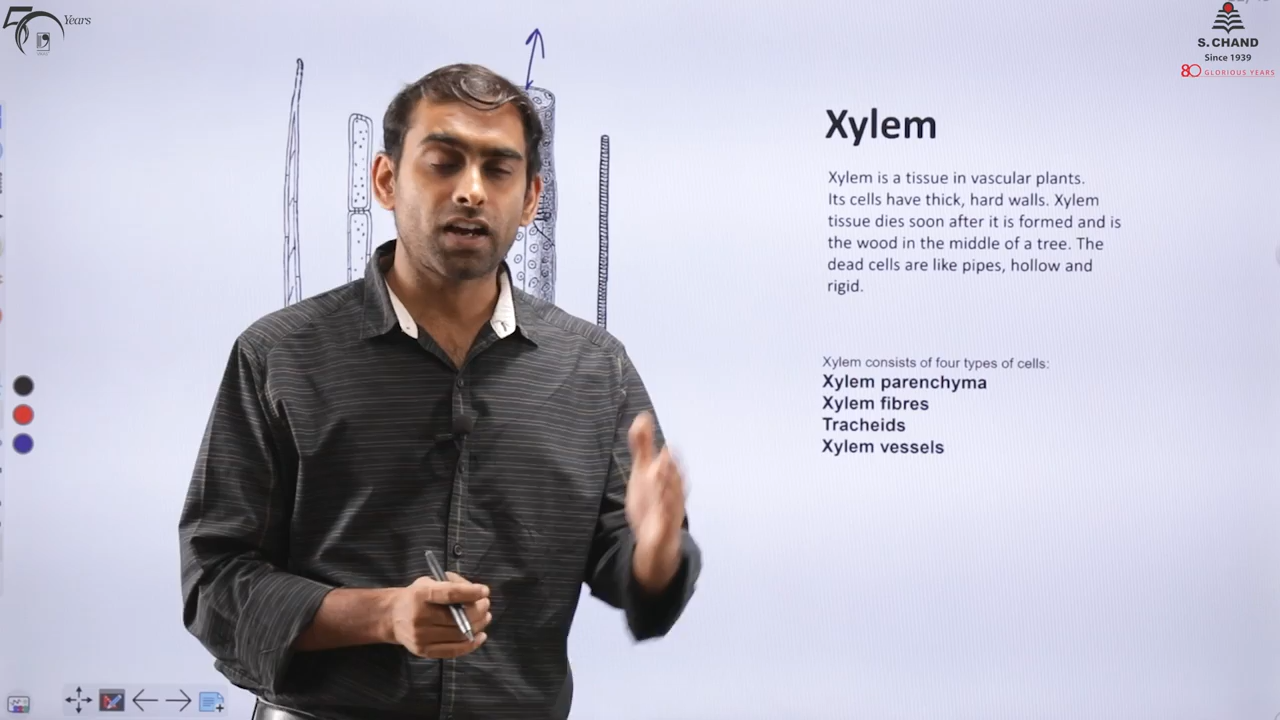 50 Years
S. CHAND
Since 1939
80 GLORIOUS YEARS
Xylem
Xylem is a tissue in vascular plants.
Its cells have thick, hard walls. Xylem
tissue dies soon after it is formed and is
the wood in the middle of a tree. The
dead cells are like pipes, hollow and
rigid.
Xylem consists of four types of cells:
Xylem parenchyma
Xylem fibres
Tracheids
Xylem vessels